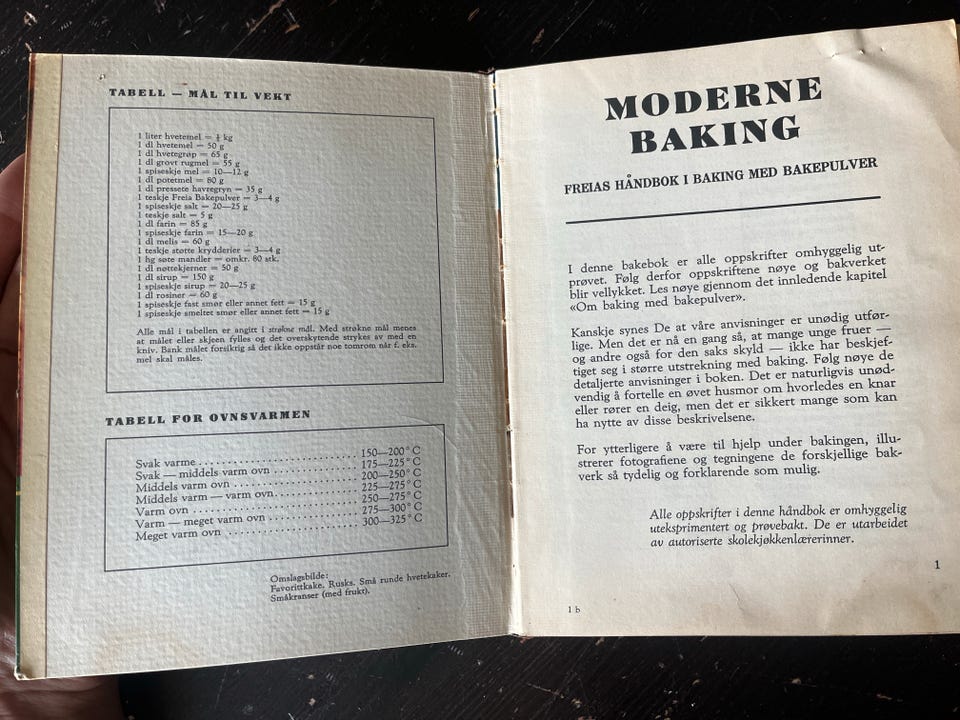 TABELL — MÅL TIL VEKT
1 liter hvetemel = ½ kg
1 dl hvetemel = 50 g
1 dl hvetegrøp = 65 g
1 dl grovt rugmel = 55 g
1 spiseskje mel = 10—12 g
1 dl potetmel = 80 g
1 dl pressete havregryn = 35 g
1 teskje Freia Bakepulver = 3—4 g
1 spiseskje salt = 20—25 g
1 teskje salt = 5 g
1 dl farin = 85 g
1 spiseskje farin = 15—20 g
1 dl melis = 60 g
1 teskje støtte krydderier = 3—4 g
1 hg søte mandler = omkr. 80 stk.
1 dl nøttekjerner = 50 g
1 dl sirup = 150 g
1 spiseskje sirup = 20—25 g
1 dl rosiner = 60 g
1 spiseskje fast smør eller annet fett = 15 g
1 spiseskje smeltet smør eller annet fett = 15 g
Alle mål i tabellen er angitt i strøkne mål. Med strøkne mål menes
at målet eller skjeen fylles og det overskytende strykes av med en
kniv. Bank målet forsiktig så det ikke oppstår noe tomrom når f. eks.
mel skal måles.
TABELL FOR OVNSVARMEN
Svak varme ........ 150—200° C
Svak — middels varm ovn ........ 175—225° C
Middels varm ovn ........ 200—250° C
Middels varm — varm ovn ........ 225—275° C
Varm ovn ........ 250—275° C
Varm — meget varm ovn ........ 275—300° C
Meget varm ovn ........ 300—325° C
Omslagsbilde:
Favorittkake. Rusks. Små runde hvetekaker.
Småkranser (med frukt).
MODERNE
BAKING
FREIAS HÅNDBOK I BAKING MED BAKEPULVER
I denne bakebok er alle oppskrifter omhyggelig ut-
prøvet. Følg derfor oppskriftene nøye og bakverket
blir vellykket. Les nøye gjennom det innledende kapitel
«Om baking med bakepulver».
Kanskje synes De at våre anvisninger er unødig utfør-
lige. Men det er nå en gang så, at mange unge fruer —
og andre også for den saks skyld — ikke har beskjef-
tiget seg i større utstrekning med baking. Følg nøye de
detaljerte anvisninger i boken. Det er naturligvis unød-
vendig å fortelle en øvet husmor om hvorledes en knar
eller rører en deig, men det er sikkert mange som kan
ha nytte av disse beskrivelsene.
For ytterligere å være til hjelp under bakingen, illu-
strerer fotografiene og tegningene de forskjellige bak-
verk så tydelig og forklarende som mulig.
Alle oppskrifter i denne håndbok er omhyggelig
uteksprimentert og prøvebakt. De er utarbeidet
av autoriserte skolekjøkkenlærerinner.
1
1 b